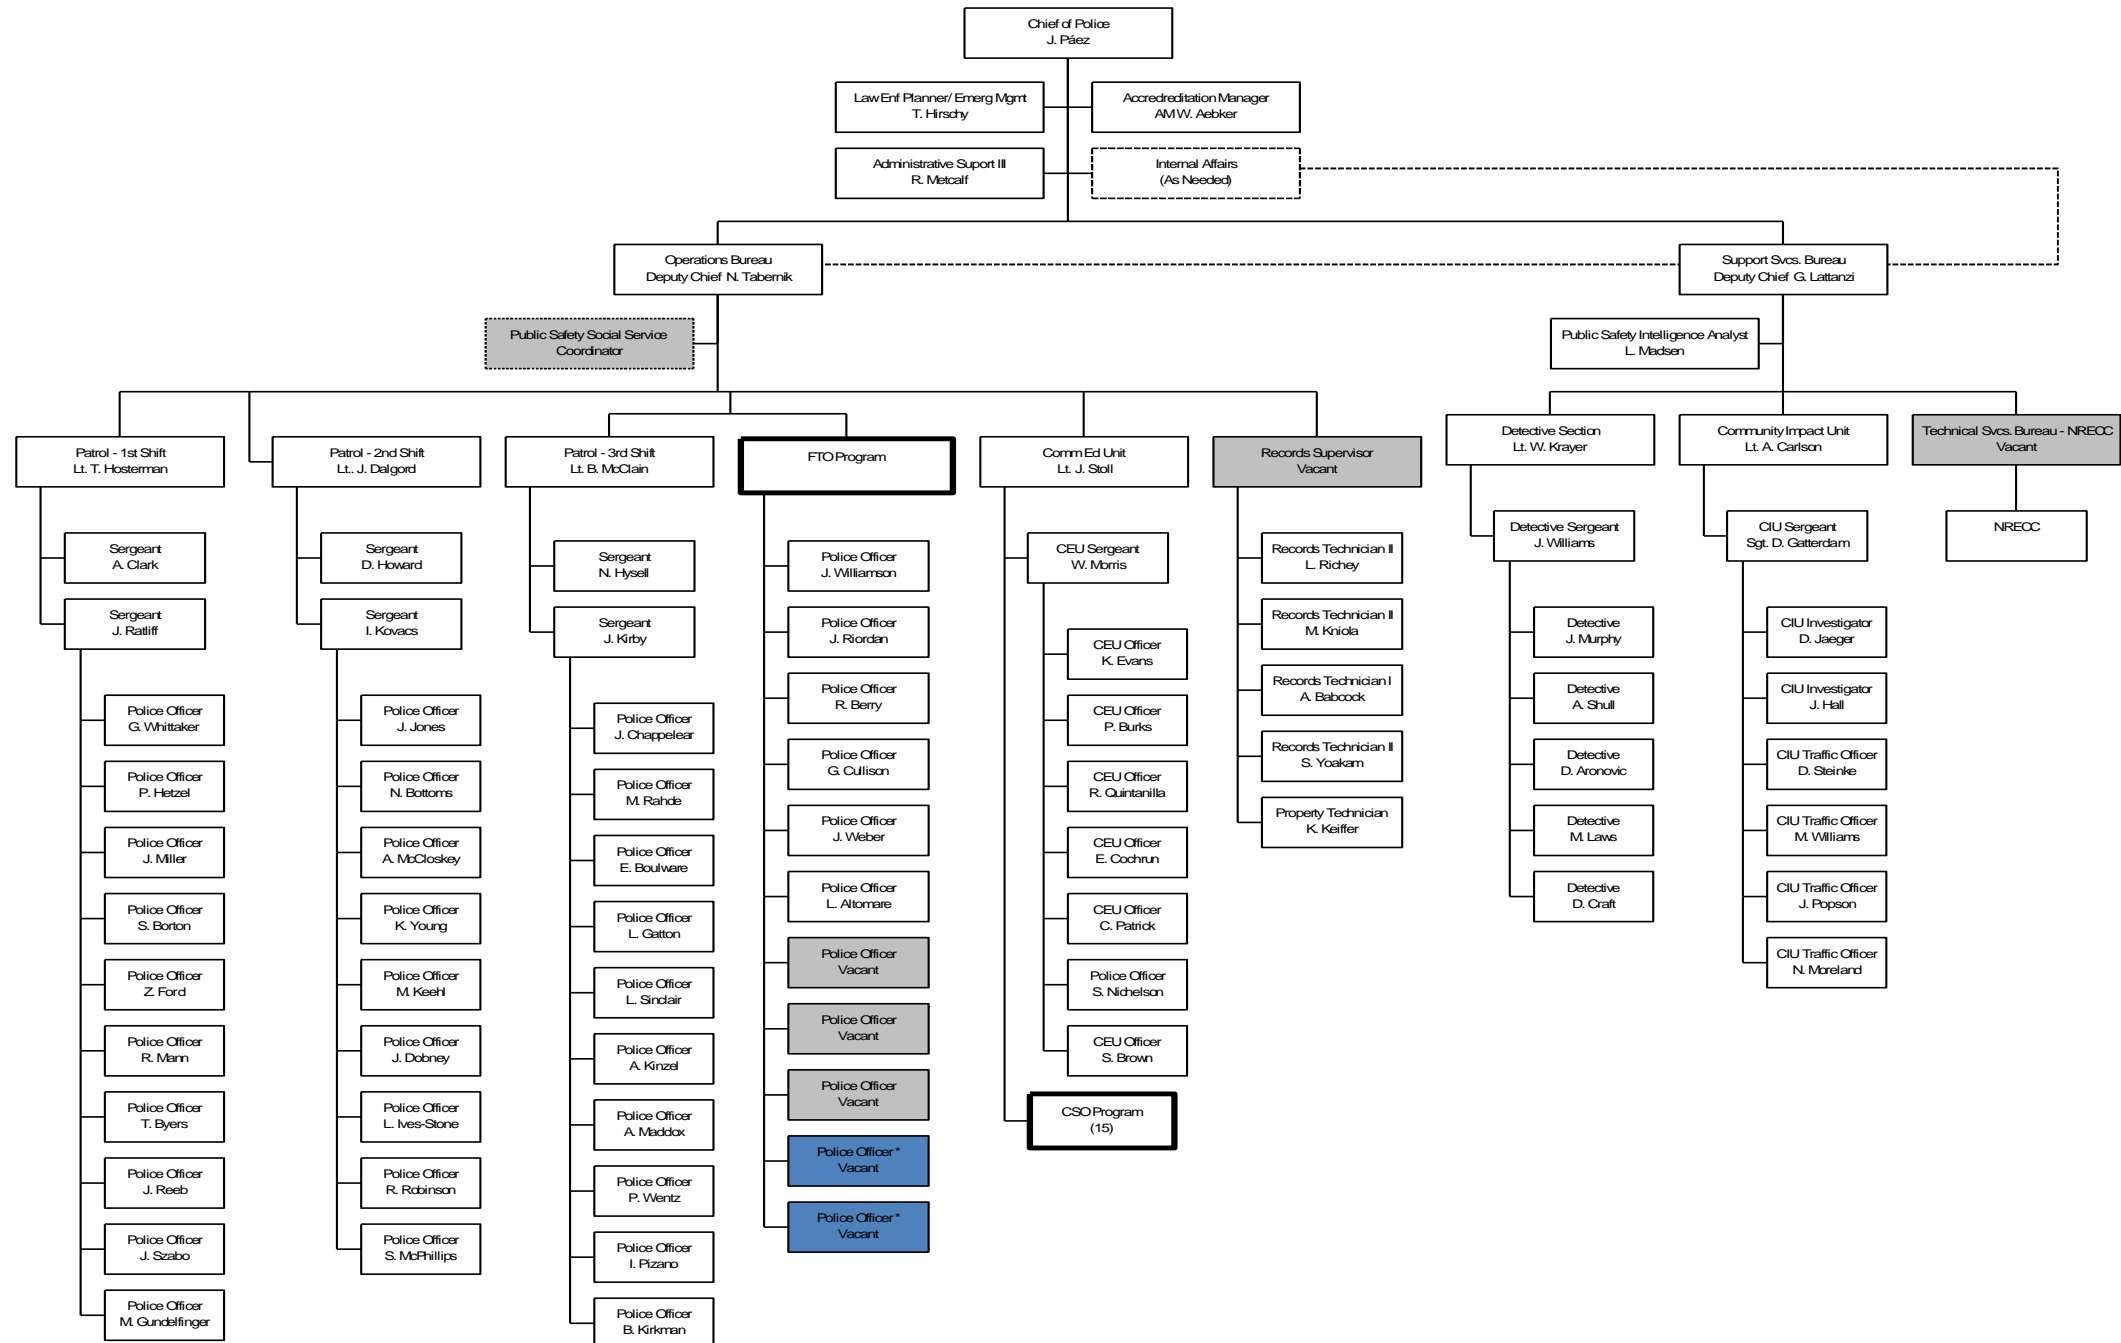 Chief of Police
J. Páez
Law Enf Planner/ Emerg Mgmt
T. Hirschy
Accredreditation Manager
AM W. Aebker
Administrative Suport III
R. Metcalf
Internal Affairs
(As Needed)
Operations Bureau
Deputy Chief N. Tabernik
Support Svcs. Bureau
Deputy Chief G. Lattanzi
Public Safety Social Service
Coordinator
Public Safety Intelligence Analyst
L. Madsen
Patrol - 1st Shift
Lt. T. Hosterman
Patrol - 2nd Shift
Lt. J. Dalgord
Patrol - 3rd Shift
Lt. B. McClain
FTO Program
Comm Ed Unit
Lt. J. Stoll
Records Supervisor
Vacant
Detective Section
Lt. W. Krayer
Community Impact Unit
Lt. A. Carlson
Technical Svcs. Bureau - NRECC
Vacant
Sergeant
A. Clark
Sergeant
J. Ratliff
Police Officer
G. Whittaker
Police Officer
P. Hetzel
Police Officer
J. Miller
Police Officer
S. Borton
Police Officer
Z. Ford
Police Officer
R. Mann
Police Officer
T. Byers
Police Officer
J. Reeb
Police Officer
J. Szabo
Police Officer
M. Gundelfinger
Sergeant
D. Howard
Sergeant
I. Kovacs
Police Officer
J. Jones
Police Officer
N. Bottoms
Police Officer
A. McCloskey
Police Officer
K. Young
Police Officer
M. Keehl
Police Officer
J. Dobney
Police Officer
L. Ives-Stone
Police Officer
R. Robinson
Police Officer
S. McPhillips
Sergeant
N. Hysell
Sergeant
J. Kirby
Police Officer
J. Chappelear
Police Officer
M. Rahde
Police Officer
E. Boulware
Police Officer
L. Gatton
Police Officer
L. Sinclair
Police Officer
A. Kinzel
Police Officer
A. Maddox
Police Officer
P. Wentz
Police Officer
I. Pizano
Police Officer
B. Kirkman
Police Officer
J. Williamson
Police Officer
J. Riordan
Police Officer
R. Berry
Police Officer
G. Cullison
Police Officer
J. Weber
Police Officer
L. Altomare
Police Officer
Vacant
Police Officer
Vacant
Police Officer
Vacant
Police Officer *
Vacant
Police Officer *
Vacant
CEU Sergeant
W. Morris
CEU Officer
K. Evans
CEU Officer
P. Burks
CEU Officer
R. Quintanilla
CEU Officer
E. Cochrun
CEU Officer
C. Patrick
Police Officer
S. Nichelson
CEU Officer
S. Brown
CSO Program
(15)
Records Technician II
L. Richey
Records Technician II
M. Kniola
Records Technician I
A. Babcock
Records Technician II
S. Yoakam
Property Technician
K. Keiffer
Detective Sergeant
J. Williams
Detective
J. Murphy
Detective
A. Shull
Detective
D. Aronovic
Detective
M. Laws
Detective
D. Craft
CIU Sergeant
Sgt. D. Gatterdam
CIU Investigator
D. Jaeger
CIU Investigator
J. Hall
CIU Traffic Officer
D. Steinke
CIU Traffic Officer
M. Williams
CIU Traffic Officer
J. Popson
CIU Traffic Officer
N. Moreland
NRECC